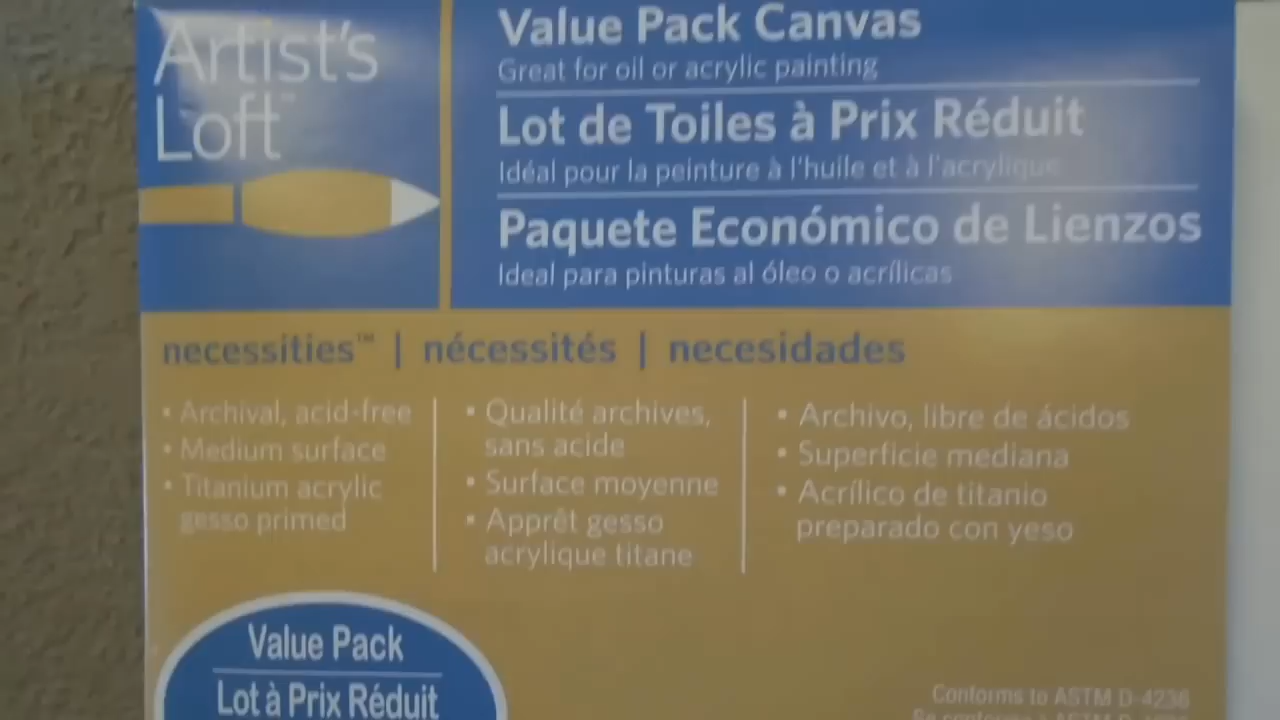 Artist's
Loft™
Value Pack Canvas
Great for oil or acrylic painting
Lot de Toiles à Prix Réduit
Idéal pour la peinture à l'huile et à l'acrylique
Paquete Económico de Lienzos
Ideal para pinturas al óleo o acrílicas
necessities™ | nécessités | necesidades
• Archival, acid-free
• Medium surface
• Titanium acrylic
gesso primed
• Qualité archives,
sans acide
• Surface moyenne
• Apprêt gesso
acrylique titane
• Archivo, libre de ácidos
• Superficie mediana
• Acrílico de titanio
preparado con yeso
Value Pack
Lot à Prix Réduit
Conforms to ASTM D-4236